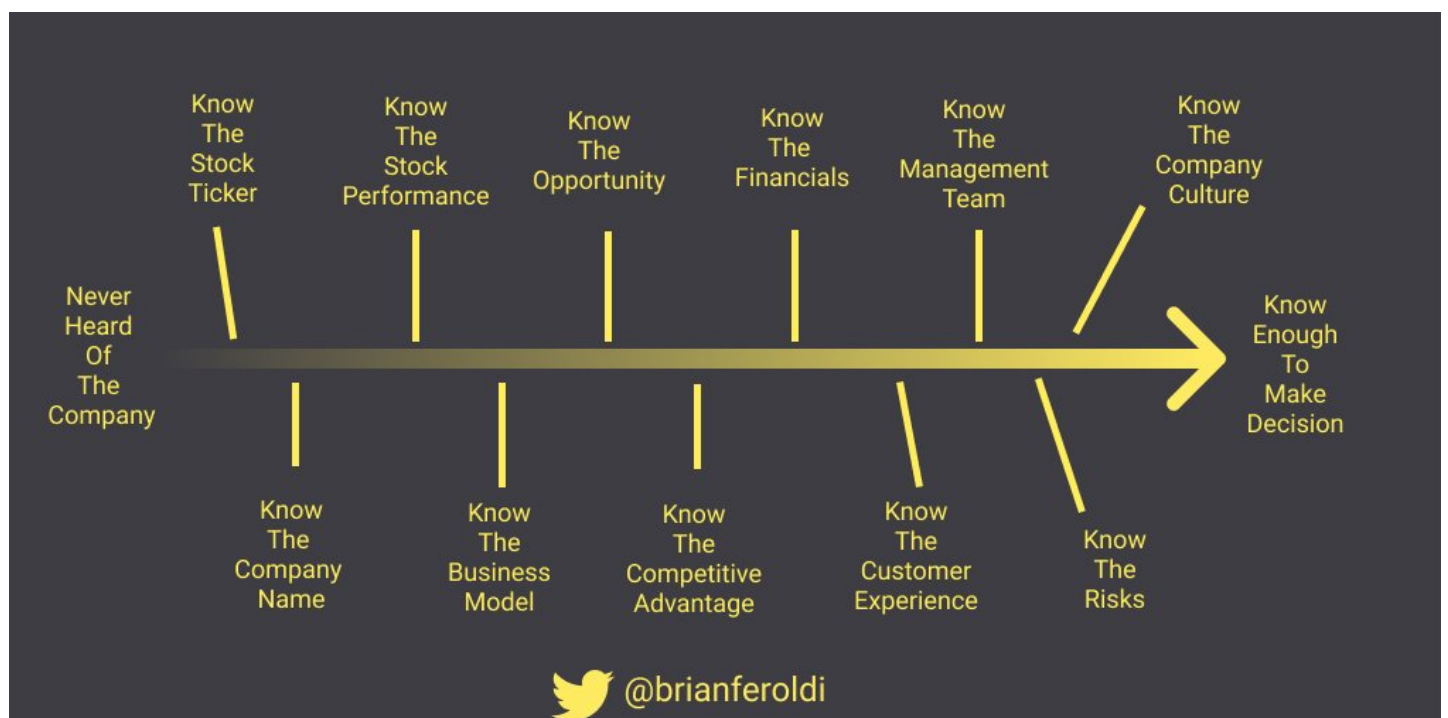 Never
Heard
Of
The
Company
Know
The
Stock
Ticker
Know
The
Company
Name
Know
The
Stock
Performance
Know
The
Business
Model
Know
The
Opportunity
Know
The
Competitive
Advantage
Know
The
Financials
Know
The
Customer
Experience
Know
The
Management
Team
Know
The
Risks
Know
The
Company
Culture
Know
Enough
To
Make
Decision
@brianferoldi